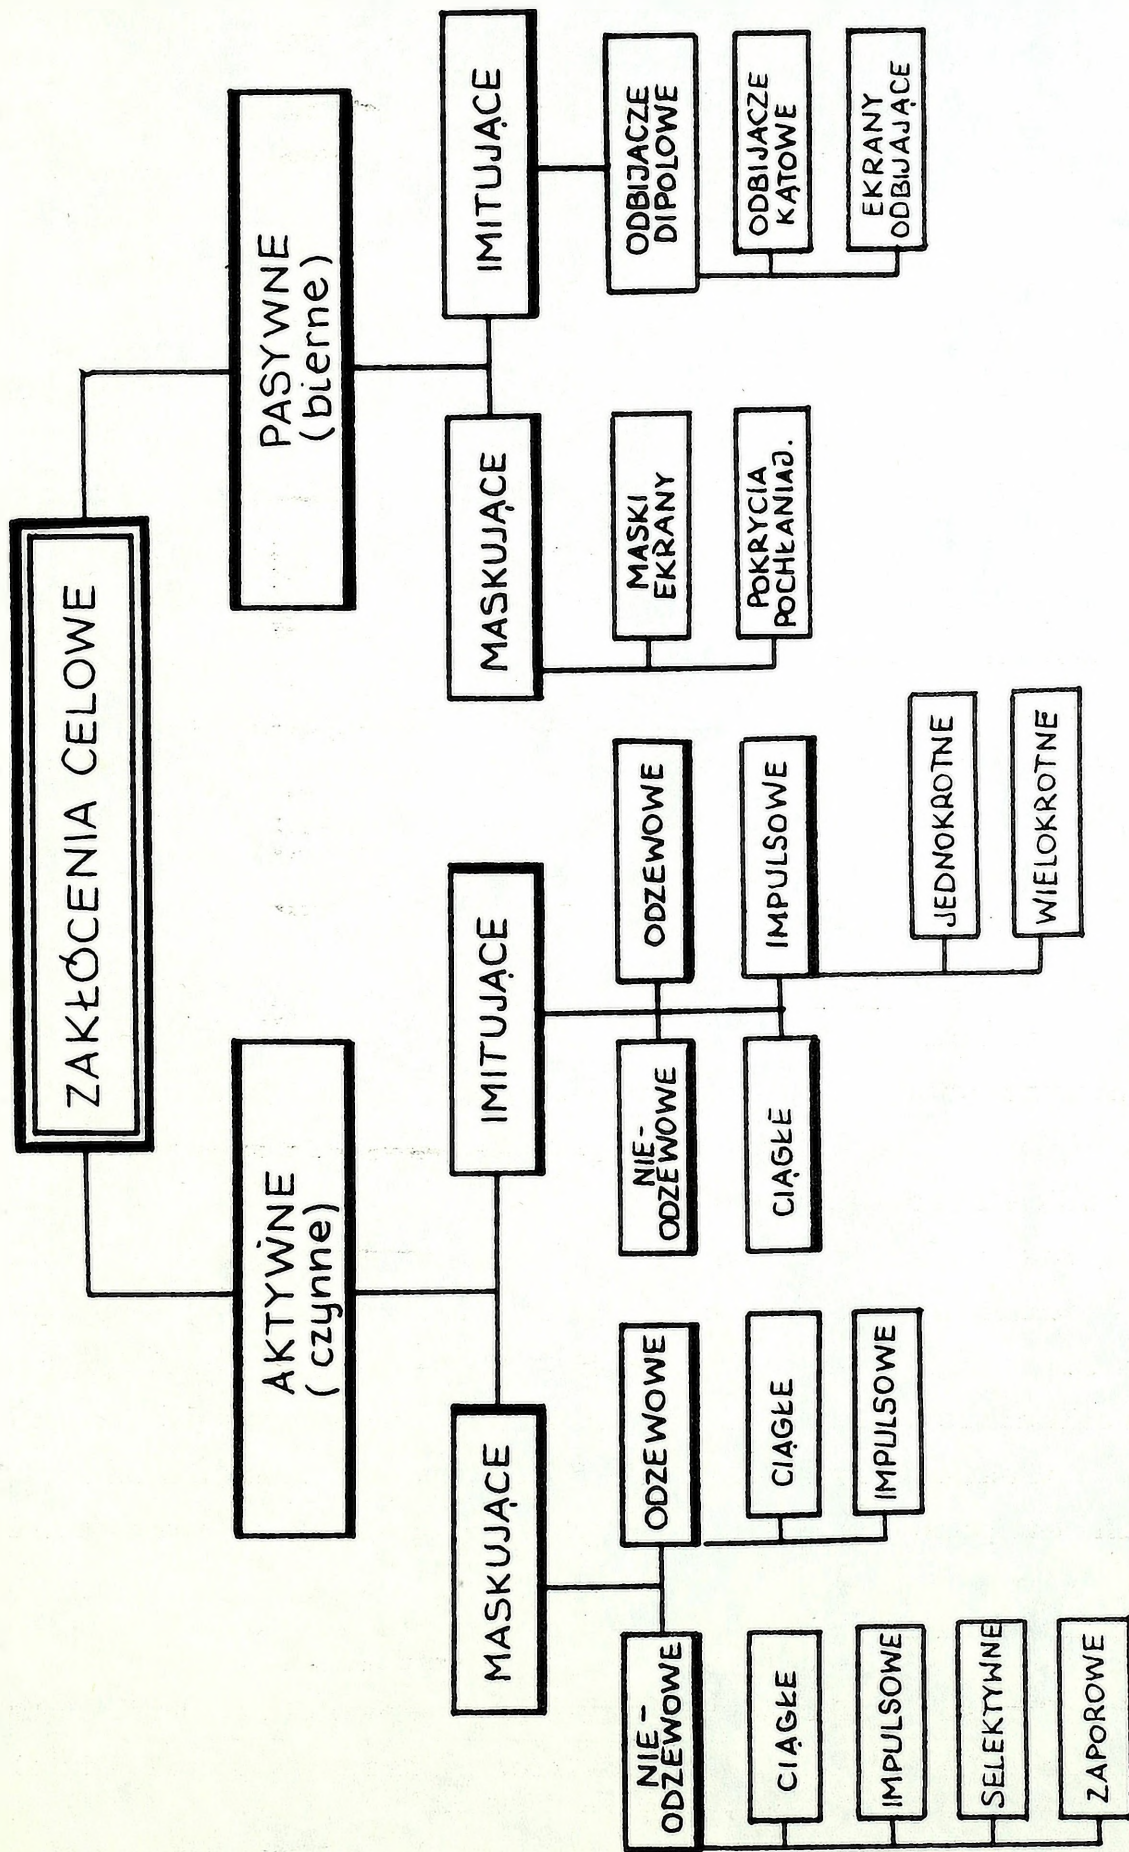 ZAKŁÓCENIA CELOWE
AKTYWNE
(czynne)
PASYWNE
(bierne)
MASKUJĄCE
IMITUJĄCE
MASKUJĄCE
IMITUJĄCE
NIE-
ODZEWOWE
CIĄGŁE
IMPULSOWE
SELEKTYWNE
ZAPOROWE
ODZEWOWE
CIĄGŁE
IMPULSOWE
NIE-
ODZEWOWE
ODZEWOWE
CIĄGŁE
IMPULSOWE
JEDNOKROTNE
WIELOKROTNE
MASKI
EKRANY
POKRYCIA
POCHŁANIAJ.
ODBIJACZE
DIPOLOWE
ODBIJACZE
KĄTOWE
EKRANY
ODBIJAJĄCE